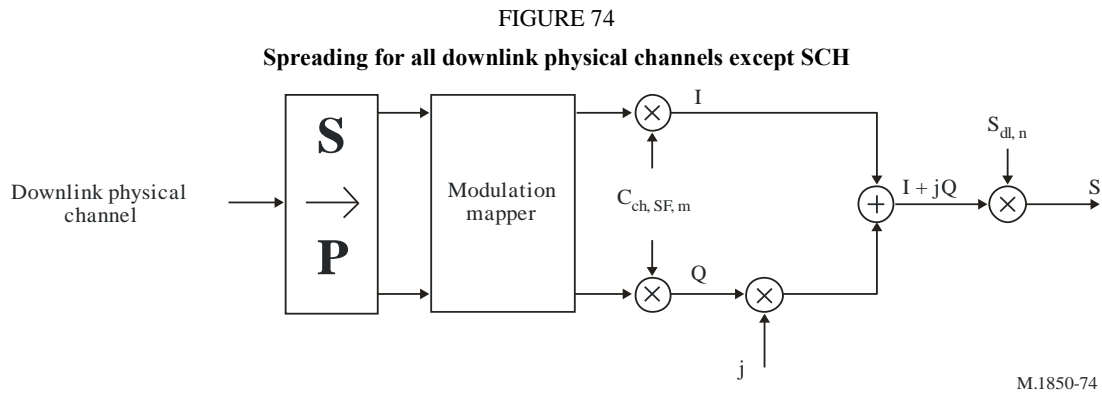 FIGURE 74
Spreading for all downlink physical channels except SCH
Downlink physical
channel
S
P
Modulation
mapper
I
C_ch, SF, m
Q
j
I + jQ
S_dl, n
S
M.1850-74